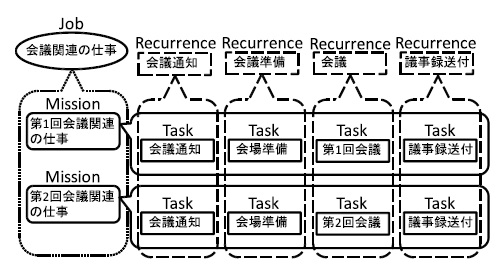 Job
会議関連の仕事
Recurrence Recurrence Recurrence Recurrence
会議通知 会議準備 会議 議事録送付
Mission
第1回会議関連
の仕事
Task Task Task Task
会議通知 会場準備 第1回会議 議事録送付
Mission
第2回会議関連
の仕事
Task Task Task Task
会議通知 会場準備 第2回会議 議事録送付